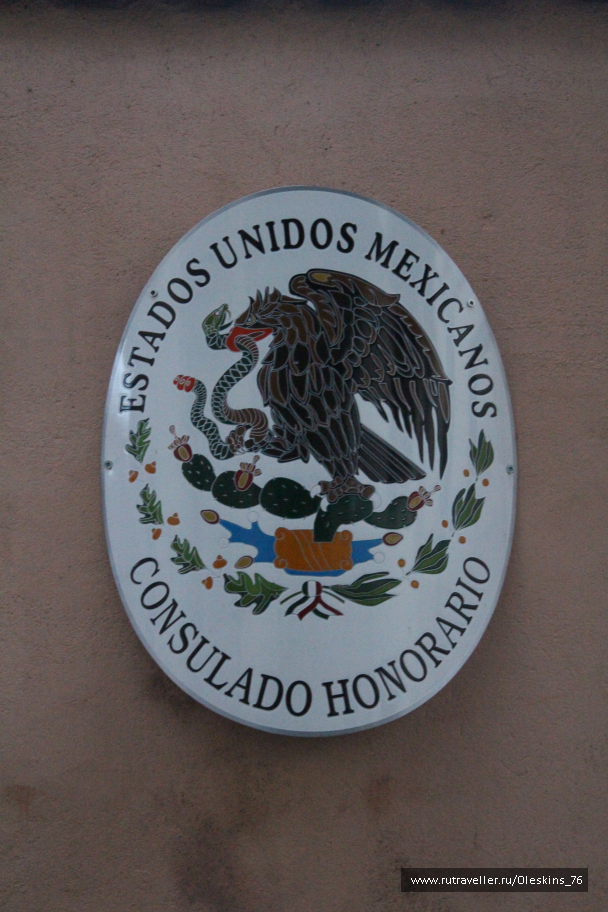 ESTADOS UNIDOS MEXICANOS
CONSULADO HONORARIO
www.rutraveller.ru/Oleskins_76